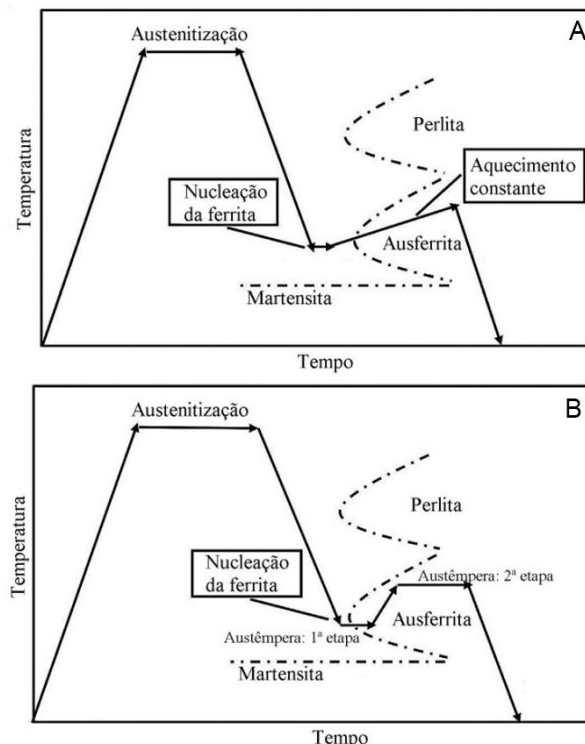 A
Austenitização
Perlita
Aquecimento
constante
Nucleação
da ferrita
Ausferrita
Martensita
Temperatura
Tempo
B
Austenitização
Perlita
Nucleação
da ferrita
Austêmpera: 2ª etapa
Ausferrita
Austêmpera: 1ª etapa
Martensita
Temperatura
Tempo